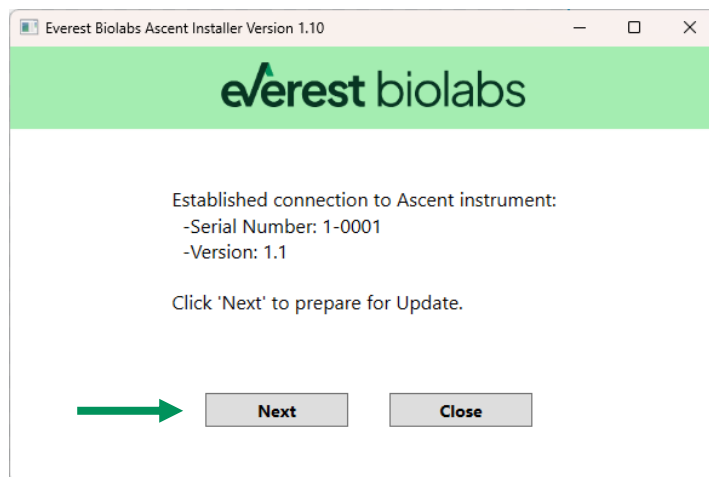 Everest Biolabs Ascent Installer Version 1.10
everest biolabs
Established connection to Ascent instrument:
-Serial Number: 1-0001
-Version: 1.1
Click 'Next' to prepare for Update.
Next Close